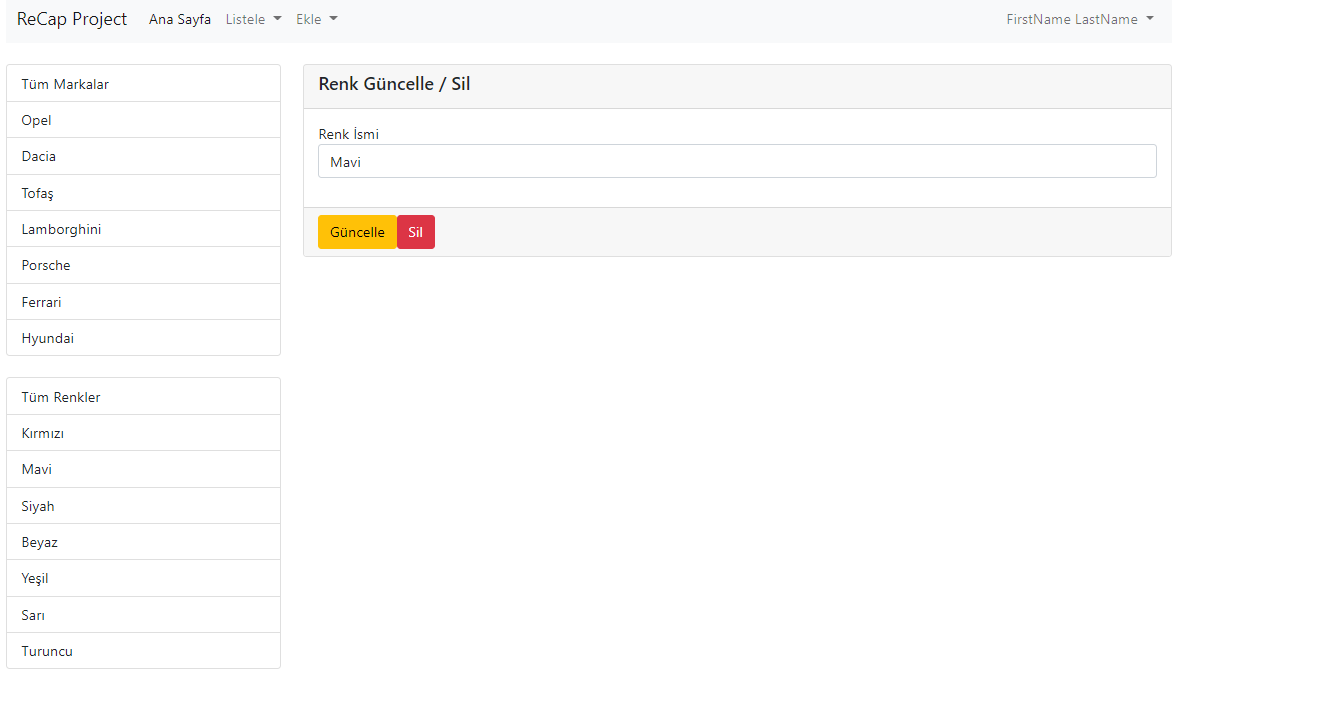 ReCap Project Ana Sayfa Listele Ekle FirstName LastName
Tüm Markalar
Opel
Dacia
Tofaş
Lamborghini
Porsche
Ferrari
Hyundai
Tüm Renkler
Kırmızı
Mavi
Siyah
Beyaz
Yeşil
Sarı
Turuncu
Renk Güncelle / Sil
Renk İsmi
Mavi
Güncelle Sil